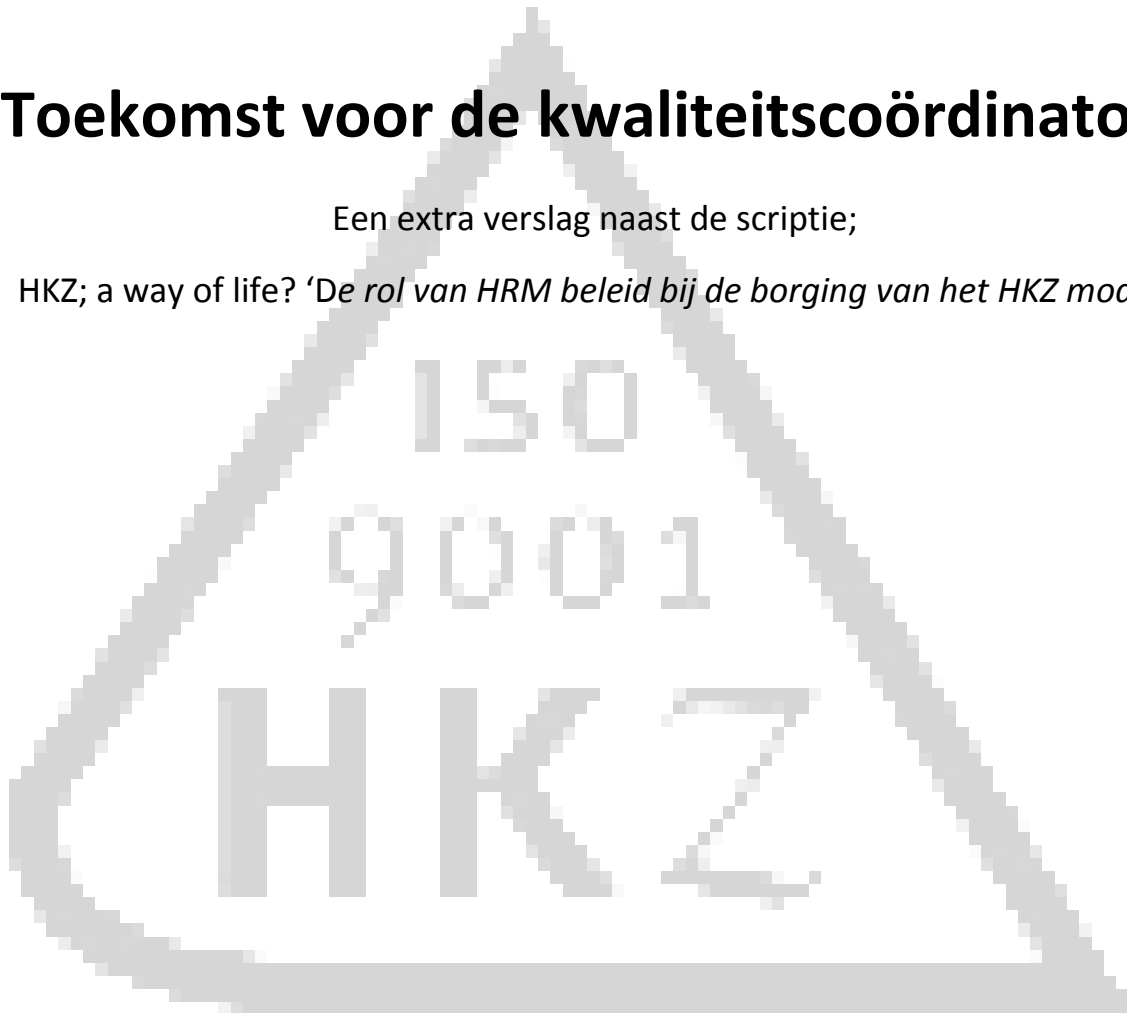 Toekomst voor de kwaliteitscoördinato
Een extra verslag naast de scriptie;
HKZ; a way of life? ‘De rol van HRM beleid bij de borging van het HKZ
ISO
9001
HKZ